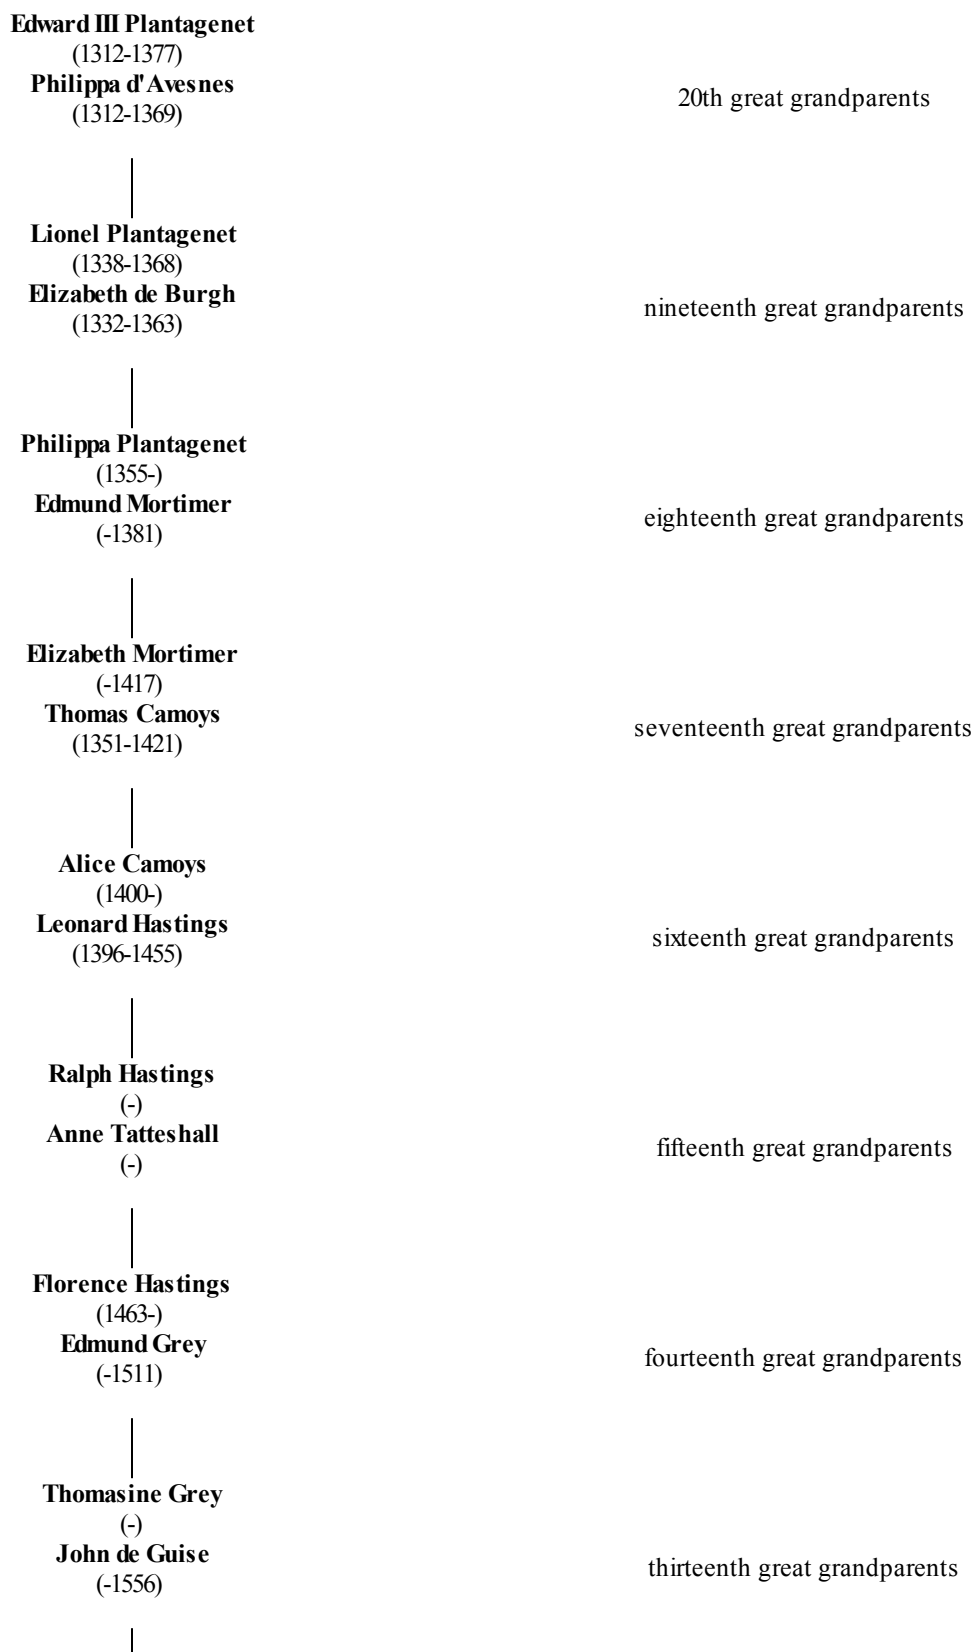 Edward III Plantagenet
(1312-1377)
Philippa d'Avesnes
(1312-1369)
20th great grandparents
Lionel Plantagenet
(1338-1368)
Elizabeth de Burgh
(1332-1363)
nineteenth great grandparents
Philippa Plantagenet
(1355-)
Edmund Mortimer
(-1381)
eighteenth great grandparents
Elizabeth Mortimer
(-1417)
Thomas Camoys
(1351-1421)
seventeenth great grandparents
Alice Camoys
(1400-)
Leonard Hastings
(1396-1455)
sixteenth great grandparents
Ralph Hastings
(-)
Anne Tatteshall
(-)
fifteenth great grandparents
Florence Hastings
(1463-)
Edmund Grey
(-1511)
fourteenth great grandparents
Thomasine Grey
(-)
John de Guise
(-1556)
thirteenth great grandparents